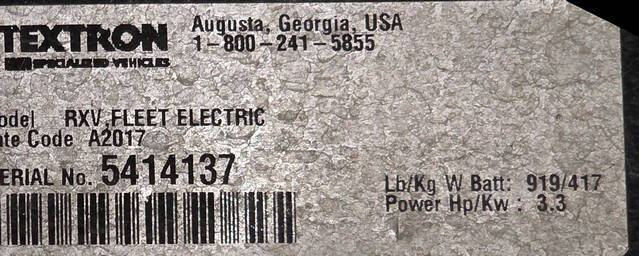 TEXTRON
SPECIALIZED VEHICLES
Augusta, Georgia, USA
1-800-241-5855
odel RXV,FLEET ELECTRIC
ate Code A2017
ERIAL No. 5414137
Lb/Kg W Batt: 919/417
Power Hp/Kw : 3.3